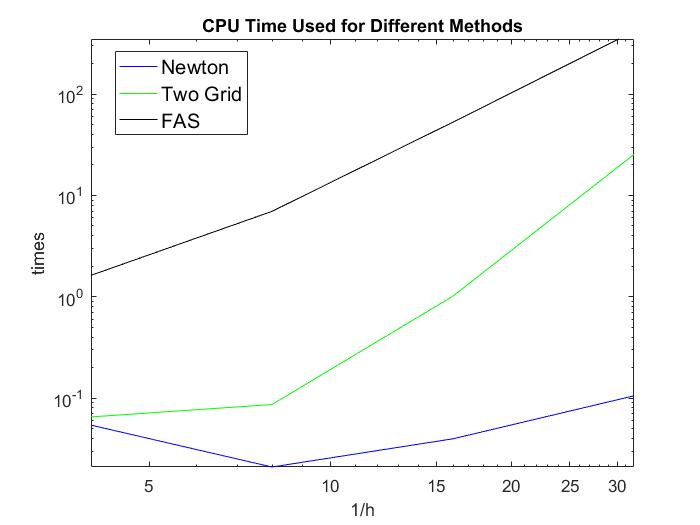 CPU Time Used for Different Methods
Newton
Two Grid
FAS
10^2
10^1
10^0
10^-1
times
5 10 15 20 25 30
1/h